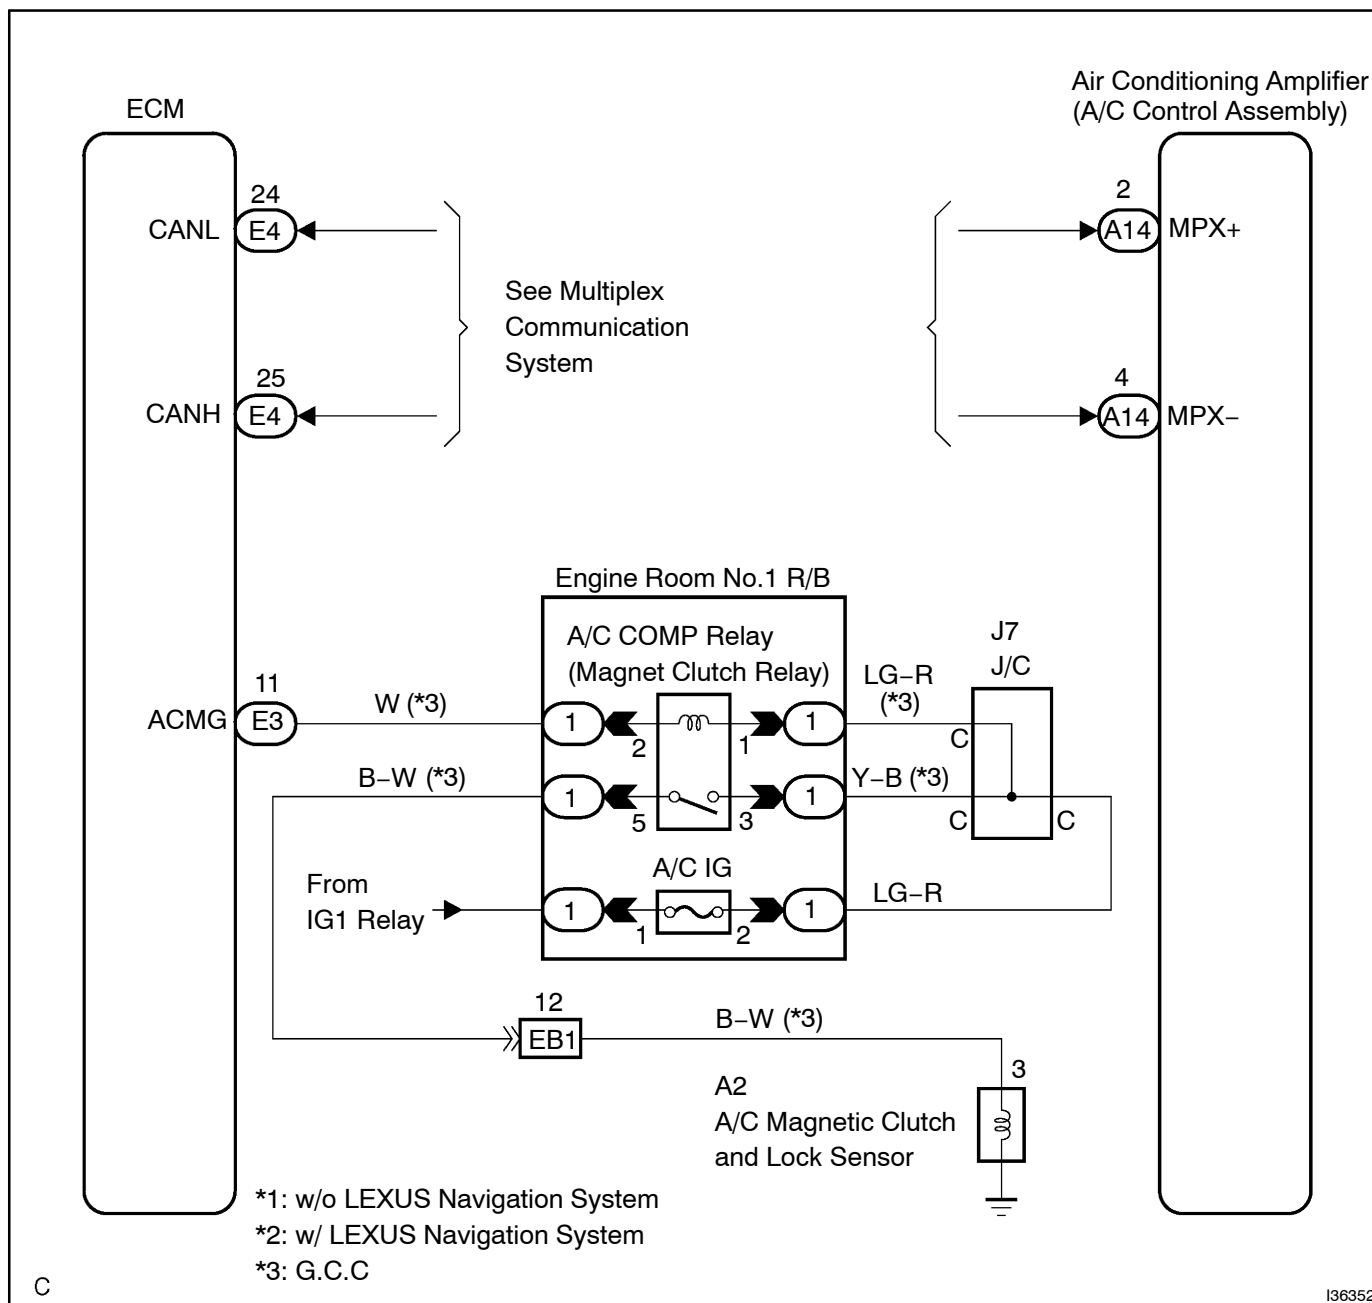 Air Conditioning Amplifier
(A/C Control Assembly)
ECM
24
CANL
E4
2
A14
MPX+
See Multiplex
Communication
System
25
CANH
E4
4
A14
MPX−
Engine Room No.1 R/B
A/C COMP Relay
(Magnet Clutch Relay)
J7
J/C
LG−R
(*3)
11
ACMG
E3
W (*3)
1
2
1
1
C
B−W (*3)
1
5
3
1
Y−B (*3)
C
C
A/C IG
From
IG1 Relay
1
1
2
1
LG−R
12
EB1
B−W (*3)
3
A2
A/C Magnetic Clutch
and Lock Sensor
*1: w/o LEXUS Navigation System
*2: w/ LEXUS Navigation System
*3: G.C.C
C
I36352